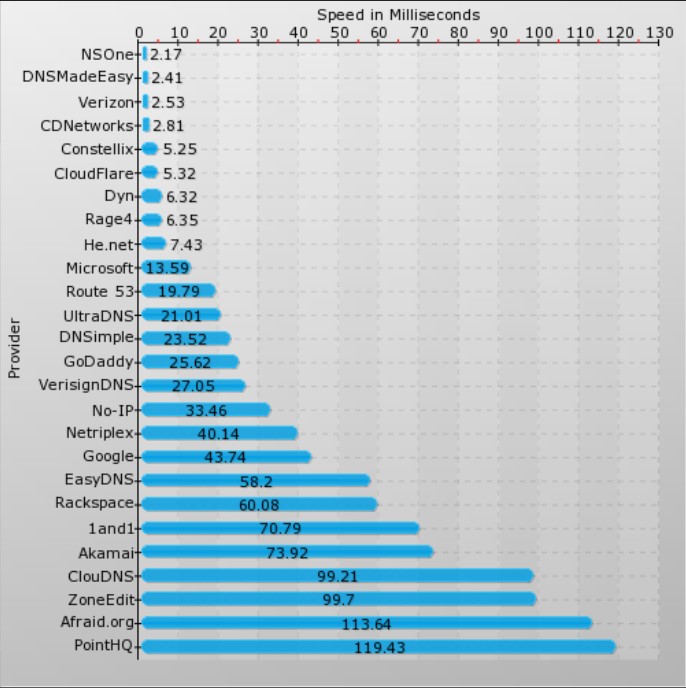 Speed in Milliseconds
0 10 20 30 40 50 60 70 80 90 100 110 120 130
Provider
NSOne 2.17
DNSMadeEasy 2.41
Verizon 2.53
CDNetworks 2.81
Constellix 5.25
CloudFlare 5.32
Dyn 6.32
Rage4 6.35
He.net 7.43
Microsoft 13.59
Route 53 19.79
UltraDNS 21.01
DNSimple 23.52
GoDaddy 25.62
VerisignDNS 27.05
No-IP 33.46
Netriplex 40.14
Google 43.74
EasyDNS 58.2
Rackspace 60.08
1and1 70.79
Akamai 73.92
ClouDNS 99.21
ZoneEdit 99.7
Afraid.org 113.64
PointHQ 119.43